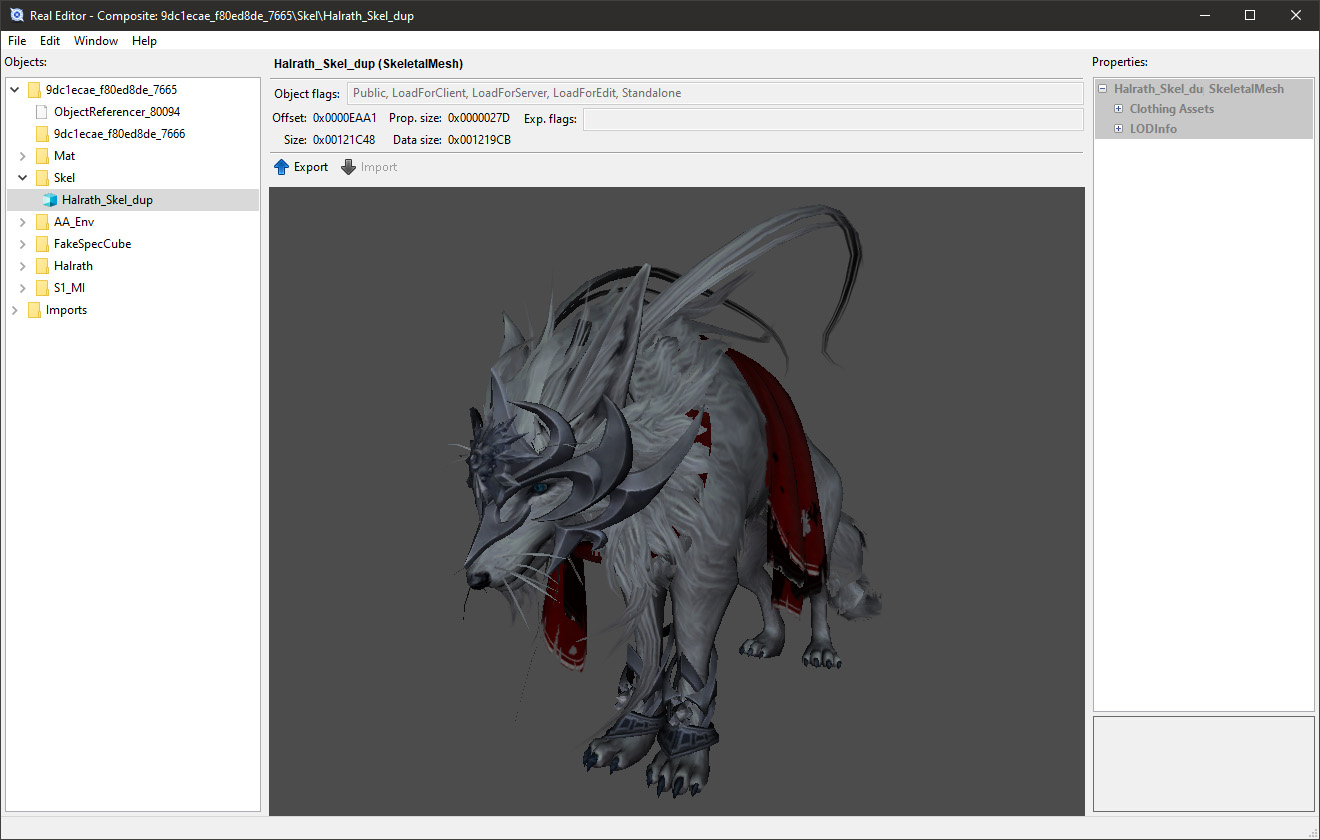 Real Editor - Composite: 9dc1ecae_f80ed8de_7665\Skel\Halrath_Skel_dup
File Edit Window Help
Objects:
9dc1ecae_f80ed8de_7665
ObjectReferencer_80094
9dc1ecae_f80ed8de_7666
Mat
Skel
Halrath_Skel_dup
AA_Env
FakeSpecCube
Halrath
S1_MI
Imports
Halrath_Skel_dup (SkeletalMesh)
Object flags: Public, LoadForClient, LoadForServer, LoadForEdit, Standalone
Offset: 0x0000EAA1 Prop. size: 0x0000027D Exp. flags:
Size: 0x00121C48 Data size: 0x001219CB
Export Import
Properties:
Halrath_Skel_du SkeletalMesh
Clothing Assets
LODInfo